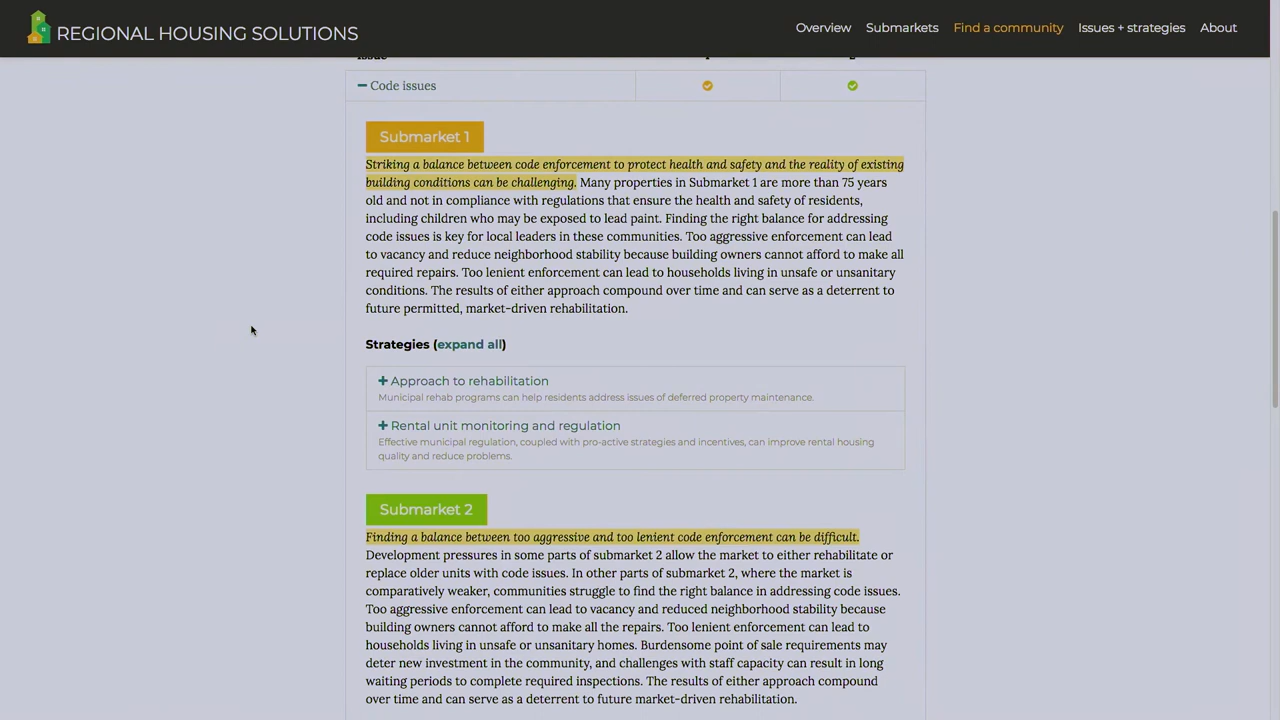 REGIONAL HOUSING SOLUTIONS
Overview Submarkets Find a community Issues + strategies About
Issue 1 2
Code issues
Submarket 1
Striking a balance between code enforcement to protect health and safety and the reality of existing
building conditions can be challenging. Many properties in Submarket 1 are more than 75 years
old and not in compliance with regulations that ensure the health and safety of residents,
including children who may be exposed to lead paint. Finding the right balance for addressing
code issues is key for local leaders in these communities. Too aggressive enforcement can lead
to vacancy and reduce neighborhood stability because building owners cannot afford to make all
required repairs. Too lenient enforcement can lead to households living in unsafe or unsanitary
conditions. The results of either approach compound over time and can serve as a deterrent to
future permitted, market-driven rehabilitation.
Strategies (expand all)
Approach to rehabilitation
Municipal rehab programs can help residents address issues of deferred property maintenance.
Rental unit monitoring and regulation
Effective municipal regulation, coupled with pro-active strategies and incentives, can improve rental housing
quality and reduce problems.
Submarket 2
Finding a balance between too aggressive and too lenient code enforcement can be difficult.
Development pressures in some parts of submarket 2 allow the market to either rehabilitate or
replace older units with code issues. In other parts of submarket 2, where the market is
comparatively weaker, communities struggle to find the right balance in addressing code issues.
Too aggressive enforcement can lead to vacancy and reduced neighborhood stability because
building owners cannot afford to make all the repairs. Too lenient enforcement can lead to
households living in unsafe or unsanitary homes. Burdensome point of sale requirements may
deter new investment in the community, and challenges with staff capacity can result in long
waiting periods to complete required inspections. The results of either approach compound
over time and can serve as a deterrent to future market-driven rehabilitation.